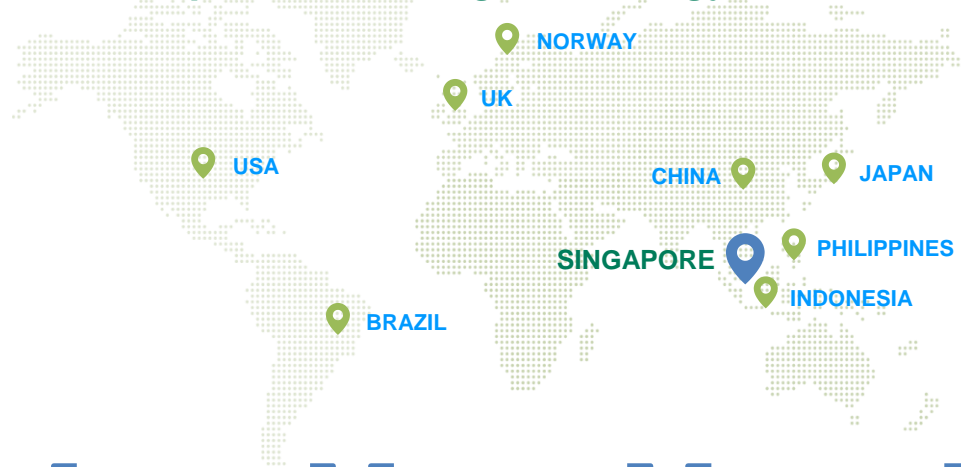 NORWAY
UK
USA
CHINA
JAPAN
SINGAPORE
PHILIPPINES
INDONESIA
BRAZIL